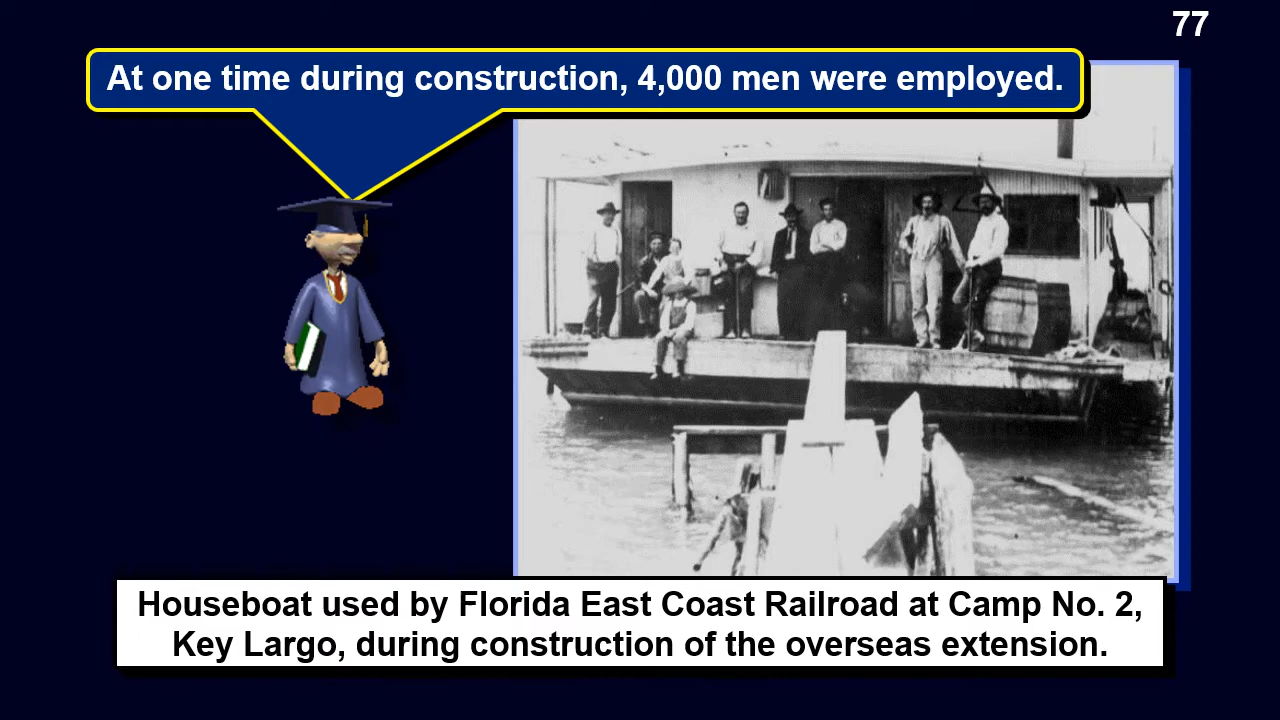 77
At one time during construction, 4,000 men were employed.
Houseboat used by Florida East Coast Railroad at Camp No. 2,
Key Largo, during construction of the overseas extension.